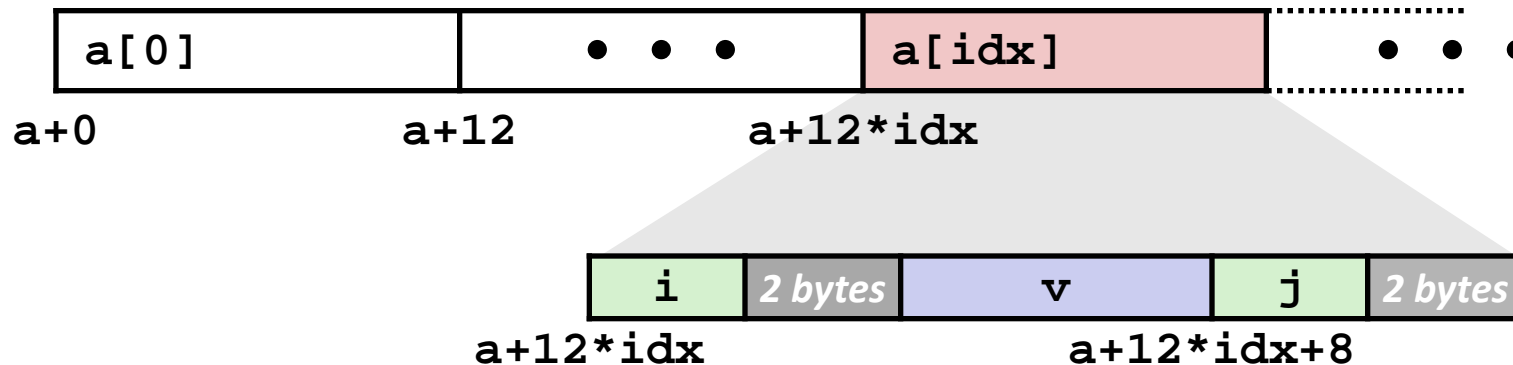 a[0] • • • a[idx] • • •
a+0 a+12 a+12*idx
i 2 bytes v j 2 bytes
a+12*idx a+12*idx+8